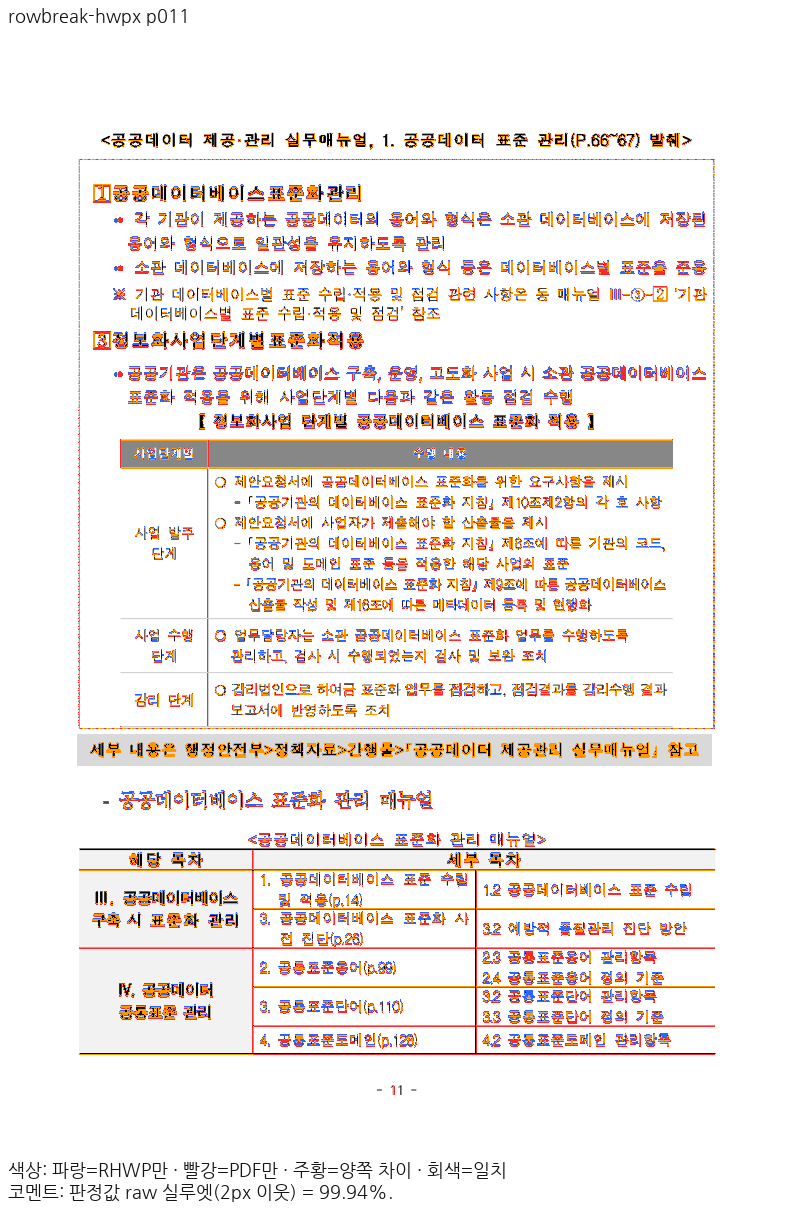 rowbreak-hwpx p011
<공공데이터 제공·관리 실무매뉴얼, 1. 공공데이터 표준 관리(P.66~67) 발췌>
1공공데이터베이스표준화관리
•• 각 기관이 제공하는 공공데이터의 용어와 형식은 소관 데이터베이스에 저장된
용어와 형식으로 일관성을 유지하도록 관리
•• 소관 데이터베이스에 저장하는 용어와 형식 등은 데이터베이스별 표준을 준용
※ 기관 데이터베이스별 표준 수립·적용 및 점검 관련 사항은 동 매뉴얼 Ⅲ-③-2 '기관
데이터베이스별 표준 수립·적용 및 점검' 참조
3정보화사업단계별표준화적용
•• 공공기관은 공공데이터베이스 구축, 운영, 고도화 사업 시 소관 공공데이터베이스
표준화 적용을 위해 사업단계별 다음과 같은 활동 점검 수행
【 정보화사업 단계별 공공데이터베이스 표준화 적용 】
사업단계별 수행 내용
❍ 제안요청서에 공공데이터베이스 표준화를 위한 요구사항을 제시
- 「공공기관의 데이터베이스 표준화 지침」 제10조제2항의 각 호 사항
❍ 제안요청서에 사업자가 제출해야 할 산출물을 제시
사업 발주
단계
- 「공공기관의 데이터베이스 표준화 지침」 제6조에 따른 기관의 코드,
용어 및 도메인 표준 등을 적용한 해당 사업의 표준
- 「공공기관의 데이터베이스 표준화 지침」 제9조에 따른 공공데이터베이스
산출물 작성 및 제16조에 따른 메타데이터 등록 및 현행화
사업 수행
단계
❍ 업무담당자는 소관 공공데이터베이스 표준화 업무를 수행하도록
관리하고, 검사 시 수행되었는지 검사 및 보완 조치
감리 단계
❍ 감리법인으로 하여금 표준화 업무를 점검하고, 점검결과를 감리수행 결과
보고서에 반영하도록 조치
세부 내용은 행정안전부>정책자료>간행물>「공공데이터 제공관리 실무매뉴얼」 참고
- 공공데이터베이스 표준화 관리 매뉴얼
<공공데이터베이스 표준화 관리 매뉴얼>
해당 목차 세부 목차
Ⅲ. 공공데이터베이스
구축 시 표준화 관리
1. 공공데이터베이스 표준 수립
및 적용(p.14)
1.2 공공데이터베이스 표준 수립
3. 공공데이터베이스 표준화 사
전 진단(p.26)
3.2 예방적 품질관리 진단 방안
Ⅳ. 공공데이터
공통표준 관리
2. 공통표준용어(p.99)
2.3 공통표준용어 관리항목
2.4 공통표준용어 정의 기준
3. 공통표준단어(p.110)
3.2 공통표준단어 관리항목
3.3 공통표준단어 정의 기준
4. 공통표준도메인(p.128)
4.2 공통표준도메인 관리항목
- 11 -
색상: 파랑=RHWP만 · 빨강=PDF만 · 주황=양쪽 차이 · 회색=일치
코멘트: 판정값 raw 실루엣(2px 이웃) = 99.94%.